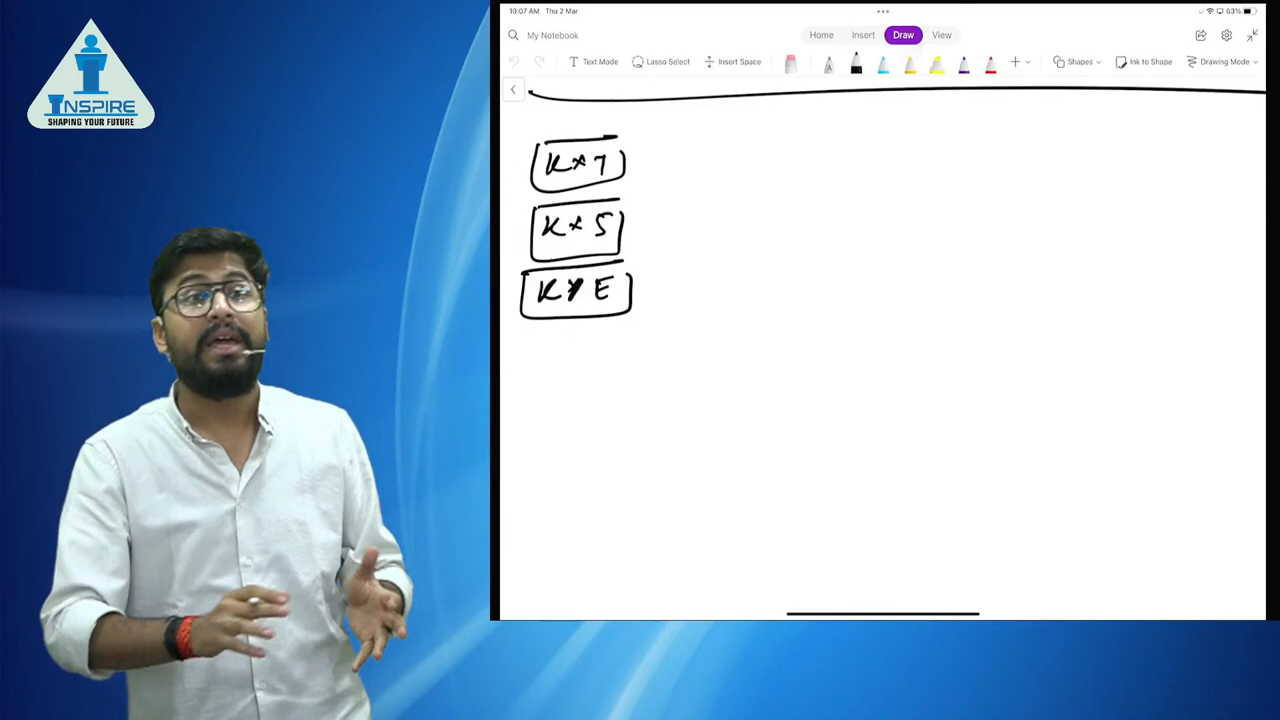 INSPIRE
SHAPING YOUR FUTURE
10:07 AM Thu 2 Mar
63%
My Notebook
Home Insert Draw View
Text Mode Lasso Select Insert Space Shapes Ink to Shape Drawing Mode
K × 7
K × 5
K × E